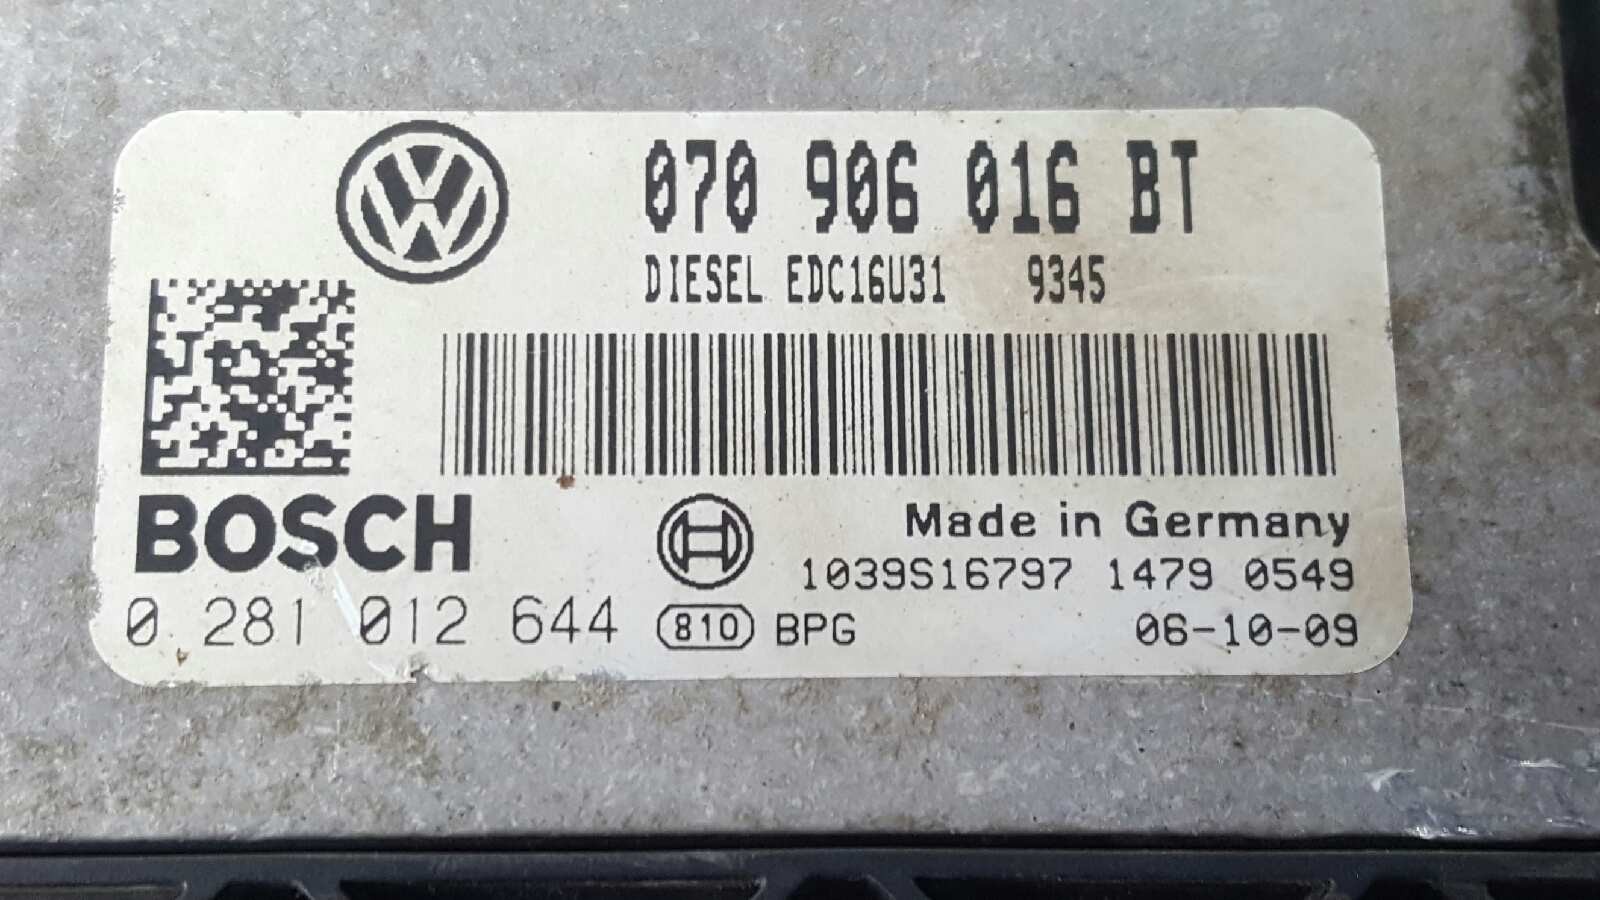 070 906 016 BT
DIESEL EDC16U31 9345
BOSCH
Made in Germany
1039S16797 1479 0549
0 281 012 644 810 BPG 06-10-09